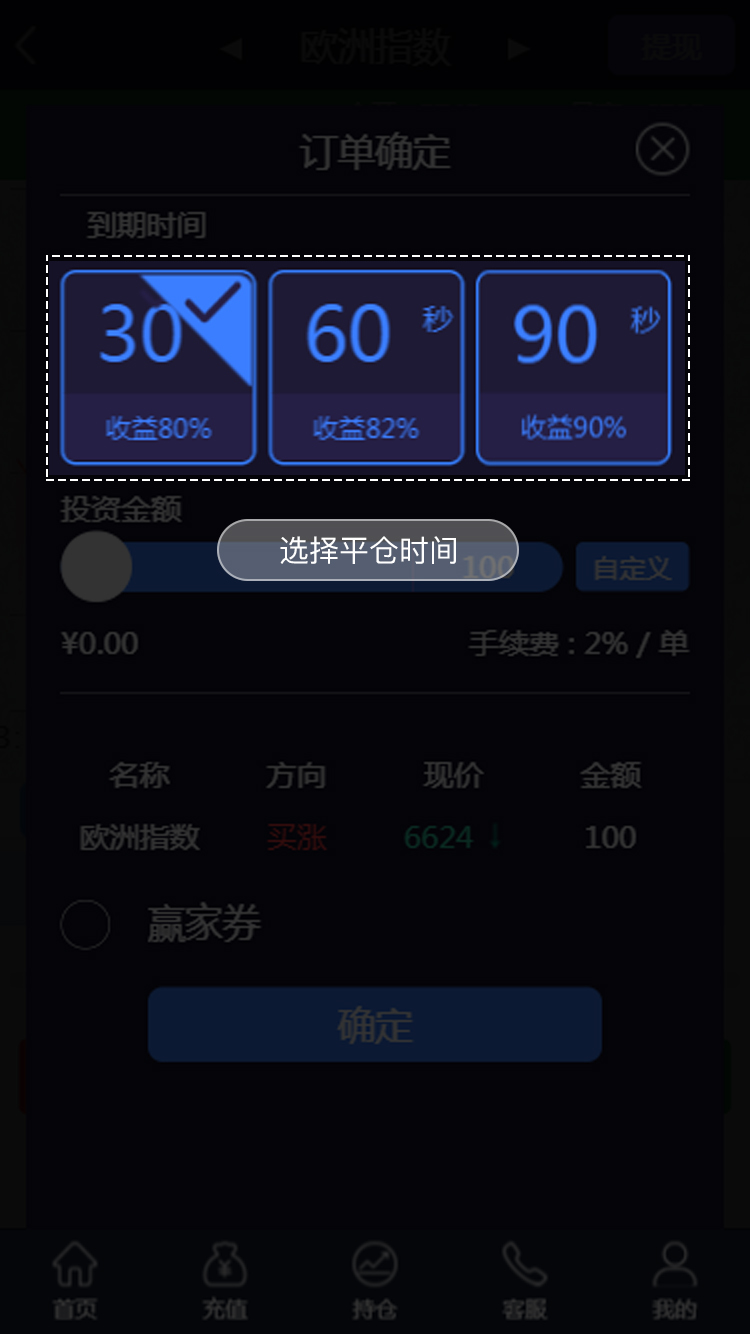 欧洲指数 提现
订单确定
到期时间
30 60 秒 90 秒
收益80% 收益82% 收益90%
投资金额
选择平仓时间
100 自定义
¥0.00 手续费：2% / 单
名称 方向 现价 金额
欧洲指数 买涨 6624 ↓ 100
赢家券
确定
首页 充值 持仓 客服 我的